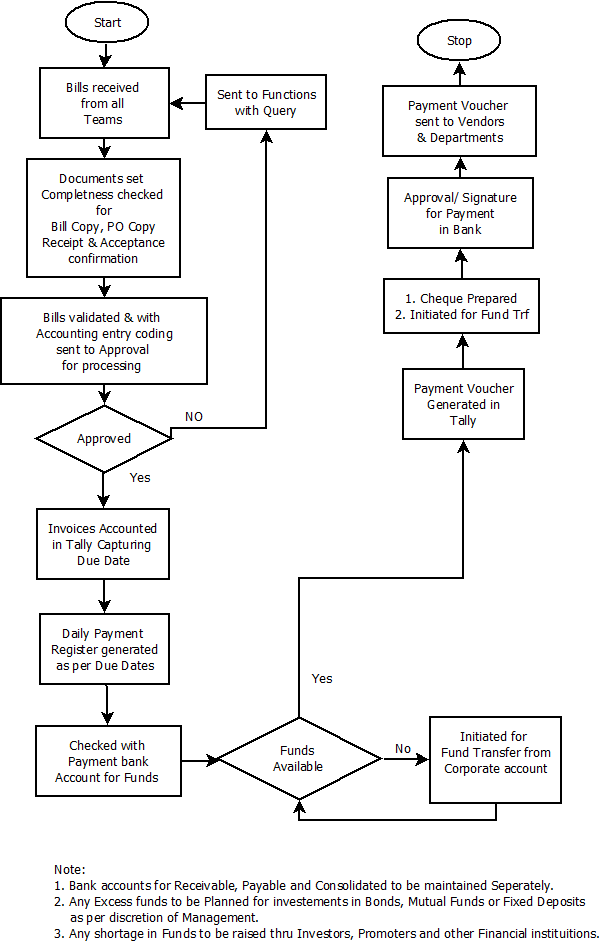 Start
Bills received
from all
Teams
Sent to Functions
with Query
Documents set
Completness checked
for
Bill Copy, PO Copy
Receipt & Acceptance
confirmation
Bills validated & with
Accounting entry coding
sent to Approval
for processing
NO
Approved
Yes
Invoices Accounted
in Tally Capturing
Due Date
Daily Payment
Register generated
as per Due Dates
Checked with
Payment bank
Account for Funds
Funds
Available
No
Initiated for
Fund Transfer from
Corporate account
Yes
Payment Voucher
Generated in
Tally
1. Cheque Prepared
2. Initiated for Fund Trf
Approval/ Signature
for Payment
in Bank
Payment Voucher
sent to Vendors
& Departments
Stop
Note:
1. Bank accounts for Receivable, Payable and Consolidated to be maintained Seperately.
2. Any Excess funds to be Planned for investements in Bonds, Mutual Funds or Fixed Deposits
as per discretion of Management.
3. Any shortage in Funds to be raised thru Investors, Promoters and other Financial instituitions.